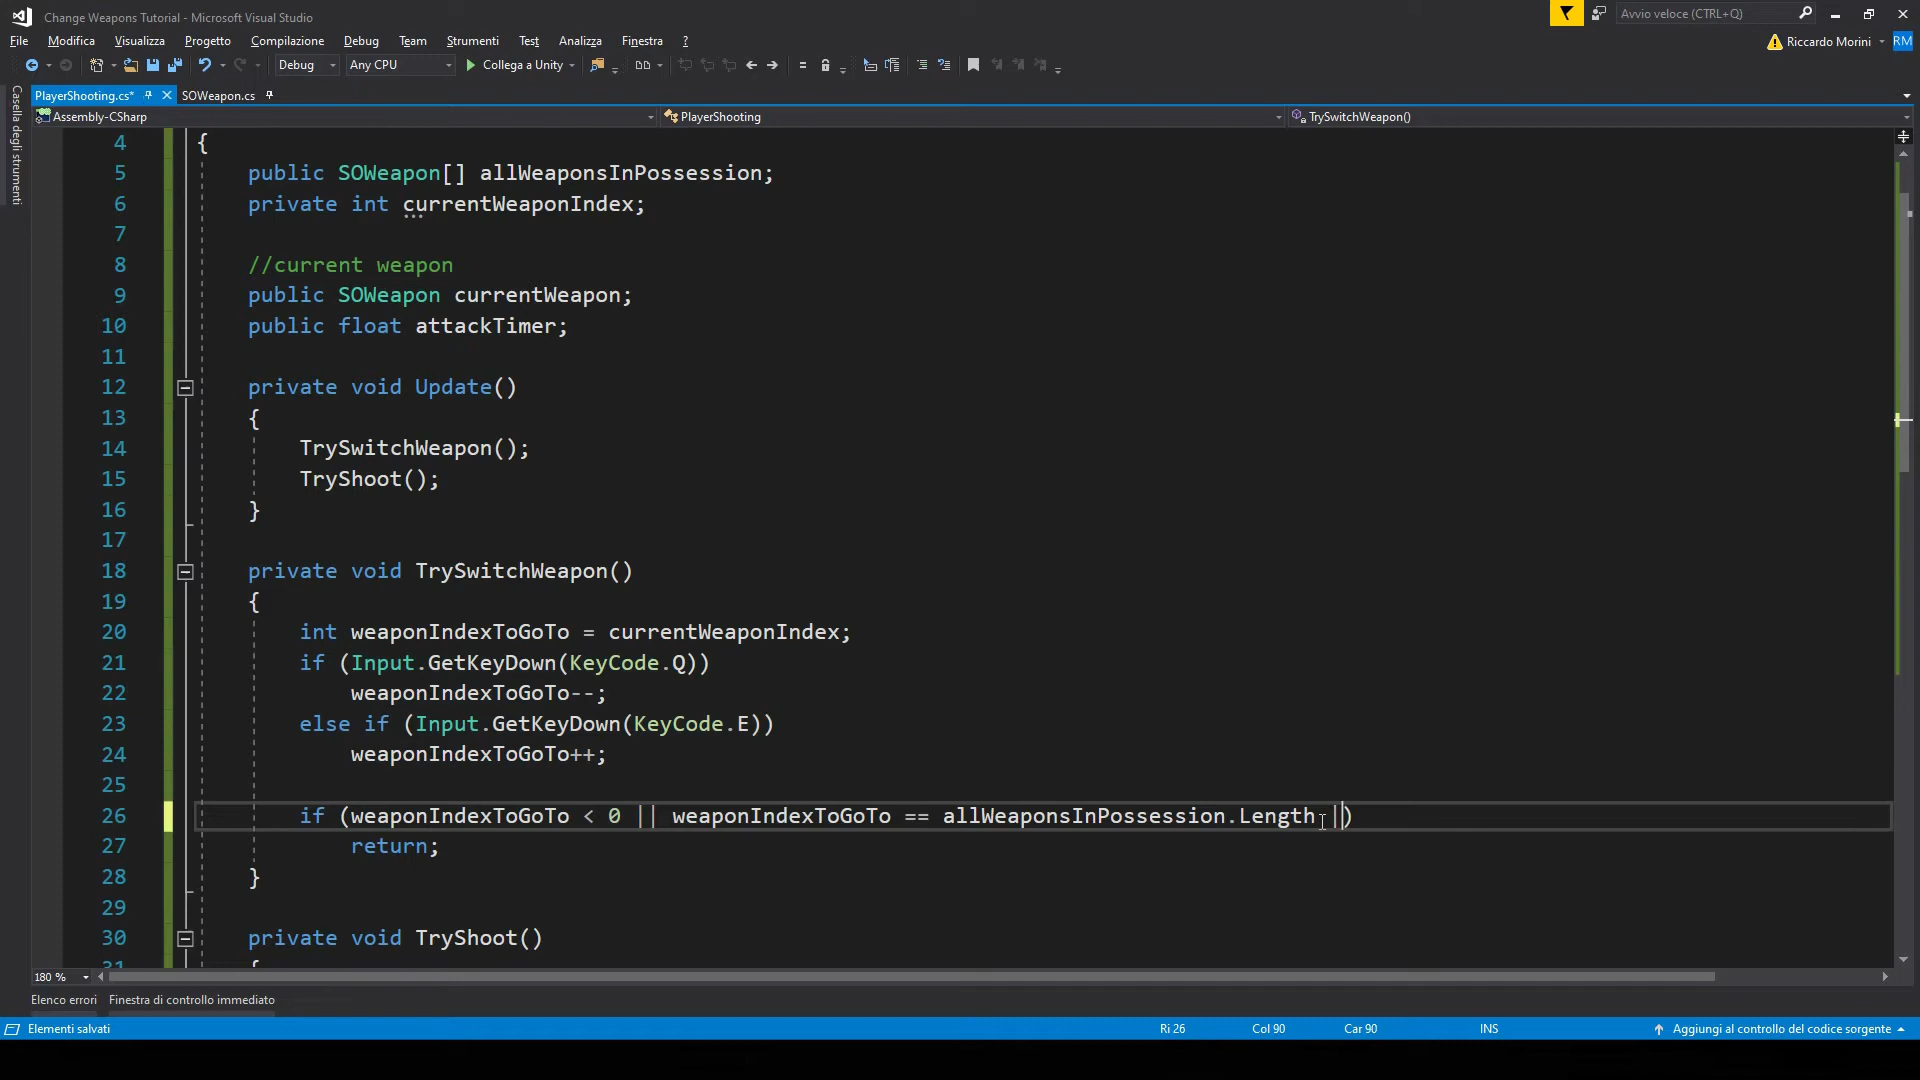 Change Weapons Tutorial - Microsoft Visual Studio
Avvio veloce (CTRL+Q)
File Modifica Visualizza Progetto Compilazione Debug Team Strumenti Test Analizza Finestra ?
Riccardo Morini RM
Debug Any CPU Collega a Unity
Casella degli strumenti
PlayerShooting.cs* SOWeapon.cs
Assembly-CSharp PlayerShooting TrySwitchWeapon()
4 {
5 public SOWeapon[] allWeaponsInPossession;
6 private int currentWeaponIndex;
7
8 //current weapon
9 public SOWeapon currentWeapon;
10 public float attackTimer;
11
12 private void Update()
13 {
14 TrySwitchWeapon();
15 TryShoot();
16 }
17
18 private void TrySwitchWeapon()
19 {
20 int weaponIndexToGoTo = currentWeaponIndex;
21 if (Input.GetKeyDown(KeyCode.Q))
22 weaponIndexToGoTo--;
23 else if (Input.GetKeyDown(KeyCode.E))
24 weaponIndexToGoTo++;
25
26 if (weaponIndexToGoTo < 0 || weaponIndexToGoTo == allWeaponsInPossession.Length ||)
27 return;
28 }
29
30 private void TryShoot()
31 {
180 %
Elenco errori Finestra di controllo immediato
Elementi salvati Ri 26 Col 90 Car 90 INS Aggiungi al controllo del codice sorgente